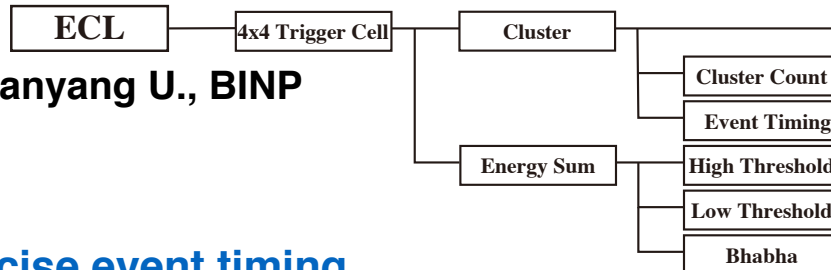 ECL
4x4 Trigger Cell
Cluster
anyang U., BINP
Cluster Count
Event Timing
Energy Sum
High Threshold
Low Threshold
Bhabha
cise event timing